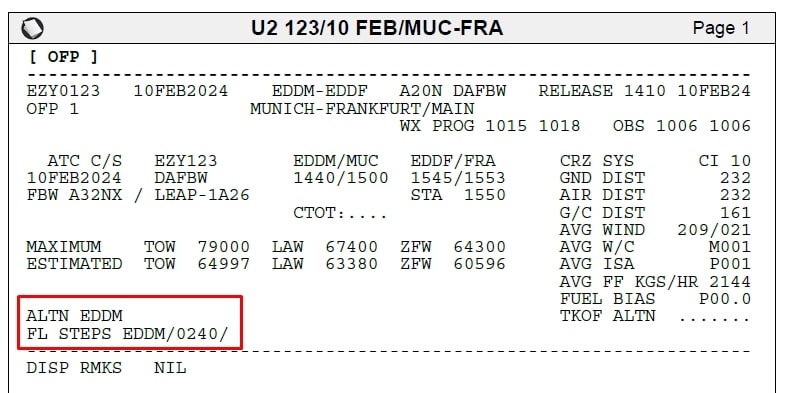 U2 123/10 FEB/MUC-FRA Page 1
[ OFP ]
--------------------------------------------------------------------
EZY0123 10FEB2024 EDDM-EDDF A20N DAFBW RELEASE 1410 10FEB24
OFP 1 MUNICH-FRANKFURT/MAIN
WX PROG 1015 1018 OBS 1006 1006
ATC C/S EZY123 EDDM/MUC EDDF/FRA CRZ SYS CI 10
10FEB2024 DAFBW 1440/1500 1545/1553 GND DIST 232
FBW A32NX / LEAP-1A26 STA 1550 AIR DIST 232
CTOT:.... G/C DIST 161
AVG WIND 209/021
MAXIMUM TOW 79000 LAW 67400 ZFW 64300 AVG W/C M001
ESTIMATED TOW 64997 LAW 63380 ZFW 60596 AVG ISA P001
AVG FF KGS/HR 2144
FUEL BIAS P00.0
ALTN EDDM TKOF ALTN .......
FL STEPS EDDM/0240/
--------------------------------------------------------------------
DISP RMKS NIL